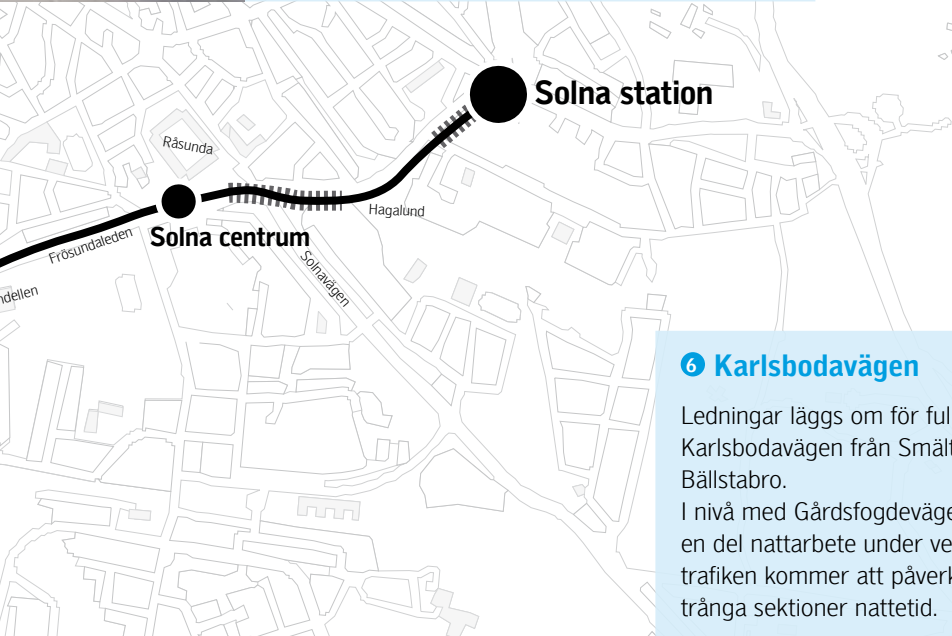 Solna station
Råsunda
Hagalund
Solna centrum
Frösundaleden
Solnavägen
6 Karlsbodavägen
Ledningar läggs om för ful
Karlsbodavägen från Smält
Bällstabro.
I nivå med Gårdsfogdeväge
en del nattarbete under ve
trafiken kommer att påverk
trånga sektioner nattetid.